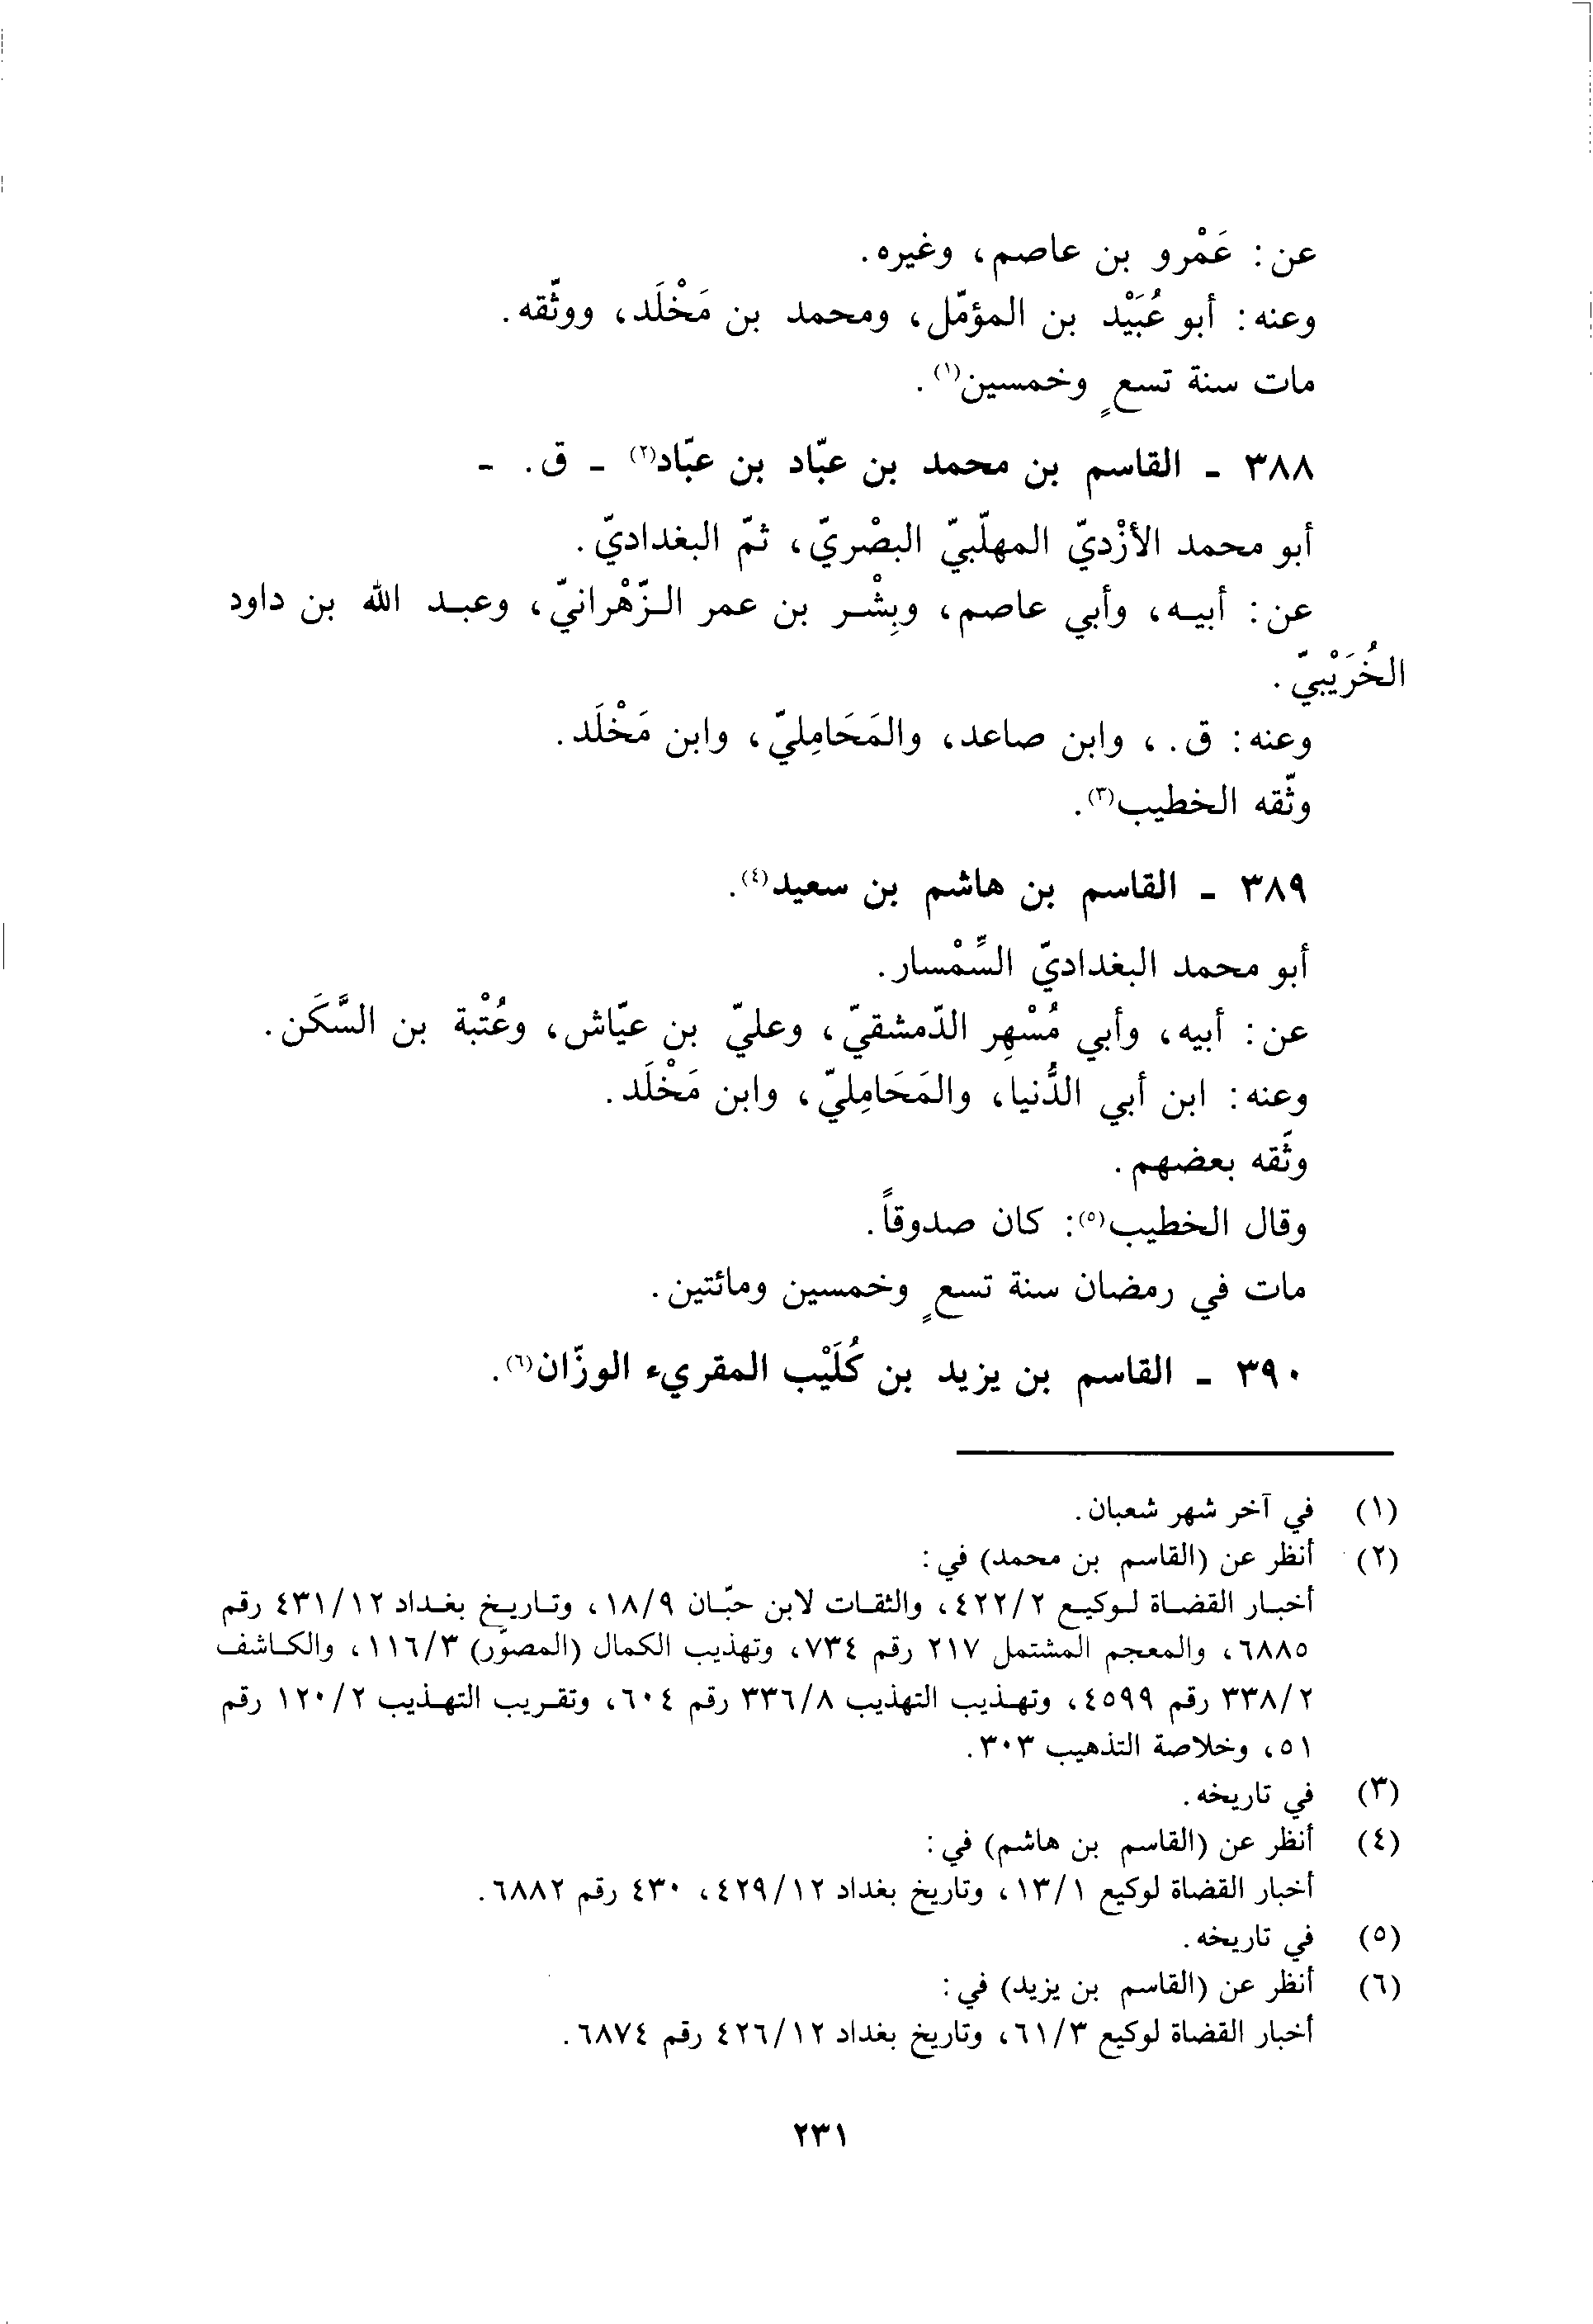 عن: عَمْرو بن عاصم، وغيره.
وعنه: أبو عُبَيْد بن المؤمّل، ومحمد بن مَخْلَد، ووثّقه.
مات سنة تسعٍ وخمسين(١).
٣٨٨ - القاسم بن محمد بن عبّاد بن عبّاد(٢) - ق. -
أبو محمد الأزْديّ المهلّبيّ البصْريّ، ثمّ البغداديّ.
عن: أبيه، وأبي عاصم، وبِشْر بن عمر الزّهْرانيّ، وعبد الله بن داود
الخُرَيْبيّ.
وعنه: ق.، وابن صاعد، والمَحَامِليّ، وابن مَخْلَد.
وثّقه الخطيب(٣).
٣٨٩ - القاسم بن هاشم بن سعيد(٤).
أبو محمد البغداديّ السِّمْسار.
عن: أبيه، وأبي مُسْهِر الدّمشقيّ، وعليّ بن عيّاش، وعُتْبة بن السَّكَن.
وعنه: ابن أبي الدُّنيا، والمَحَامِليّ، وابن مَخْلَد.
وثّقه بعضهم.
وقال الخطيب(٥): كان صدوقاً.
مات في رمضان سنة تسعٍ وخمسين ومائتين.
٣٩٠ - القاسم بن يزيد بن كُلَيْب المقريء الوزّان(٦).
(١) في آخر شهر شعبان.
(٢) أنظر عن (القاسم بن محمد) في:
أخبار القضاة لوكيع ٤٢٢/٢، والثقات لابن حبّان ١٨/٩، وتاريخ بغداد ٤٣١/١٢ رقم
٦٨٨٥، والمعجم المشتمل ٢١٧ رقم ٧٣٤، وتهذيب الكمال (المصوّر) ١١٦/٣، والكاشف
٣٣٨/٢ رقم ٤٥٩٩، وتهذيب التهذيب ٣٣٦/٨ رقم ٦٠٤، وتقريب التهذيب ١٢٠/٢ رقم
٥١، وخلاصة التذهيب ٣٠٣.
(٣) في تاريخه.
(٤) أنظر عن (القاسم بن هاشم) في:
أخبار القضاة لوكيع ١٣/١، وتاريخ بغداد ٤٢٩/١٢، ٤٣٠ رقم ٦٨٨٢.
(٥) في تاريخه.
(٦) أنظر عن (القاسم بن يزيد) في:
أخبار القضاة لوكيع ٦١/٣، وتاريخ بغداد ٤٢٦/١٢ رقم ٦٨٧٤.
٢٣١